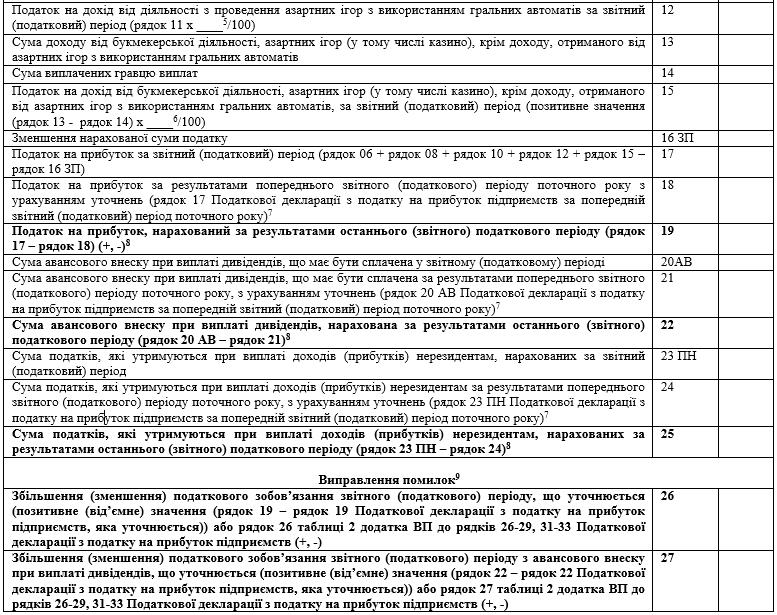 Податок на дохід від діяльності з проведення азартних ігор з використанням гральних автоматів за звітний 12
(податковий) період (рядок 11 х ____5/100)
Сума доходу від букмекерської діяльності, азартних ігор (у тому числі казино), крім доходу, отриманого від 13
азартних ігор з використанням гральних автоматів
Сума виплачених гравцю виплат 14
Податок на дохід від букмекерської діяльності, азартних ігор (у тому числі казино), крім доходу, отриманого 15
від азартних ігор з використанням гральних автоматів, за звітний (податковий) період (позитивне значення
(рядок 13 - рядок 14) х ____6/100)
Зменшення нарахованої суми податку 16 ЗП
Податок на прибуток за звітний (податковий) період (рядок 06 + рядок 08 + рядок 10 + рядок 12 + рядок 15 – 17
рядок 16 ЗП)
Податок на прибуток за результатами попереднього звітного (податкового) періоду поточного року з 18
урахуванням уточнень (рядок 17 Податкової декларації з податку на прибуток підприємств за попередній
звітний (податковий) період поточного року)7
Податок на прибуток, нарахований за результатами останнього (звітного) податкового періоду (рядок 19
17 – рядок 18) (+, -)8
Сума авансового внеску при виплаті дивідендів, що має бути сплачена у звітному (податковому) періоді 20АВ
Сума авансового внеску при виплаті дивідендів, що має бути сплачена за результатами попереднього звітного 21
(податкового) періоду поточного року, з урахуванням уточнень (рядок 20 АВ Податкової декларації з податку
на прибуток підприємств за попередній звітний (податковий) період поточного року)7
Сума авансового внеску при виплаті дивідендів, нарахована за результатами останнього (звітного) 22
податкового періоду (рядок 20 АВ – рядок 21)8
Сума податків, які утримуються при виплаті доходів (прибутків) нерезидентам, нарахованих за звітний 23 ПН
(податковий) період
Сума податків, які утримуються при виплаті доходів (прибутків) нерезидентам за результатами попереднього 24
звітного (податкового) періоду поточного року, з урахуванням уточнень (рядок 23 ПН Податкової декларації з
податку на прибуток підприємств за попередній звітний (податковий) період поточного року)7
Сума податків, які утримуються при виплаті доходів (прибутків) нерезидентам, нарахованих за 25
результатами останнього (звітного) податкового періоду (рядок 23 ПН – рядок 24)8
Виправлення помилок9
Збільшення (зменшення) податкового зобов’язання звітного (податкового) періоду, що уточнюється 26
(позитивне (від’ємне) значення (рядок 19 – рядок 19 Податкової декларації з податку на прибуток
підприємств, яка уточнюється)) або рядок 26 таблиці 2 додатка ВП до рядків 26-29, 31-33 Податкової
декларації з податку на прибуток підприємств (+, -)
Збільшення (зменшення) податкового зобов’язання звітного (податкового) періоду з авансового внеску 27
при виплаті дивідендів, що уточнюється (позитивне (від’ємне) значення (рядок 22 – рядок 22 Податкової
декларації з податку на прибуток підприємств, яка уточнюється)) або рядок 27 таблиці 2 додатка ВП до
рядків 26-29, 31-33 Податкової декларації з податку на прибуток підприємств (+, -)